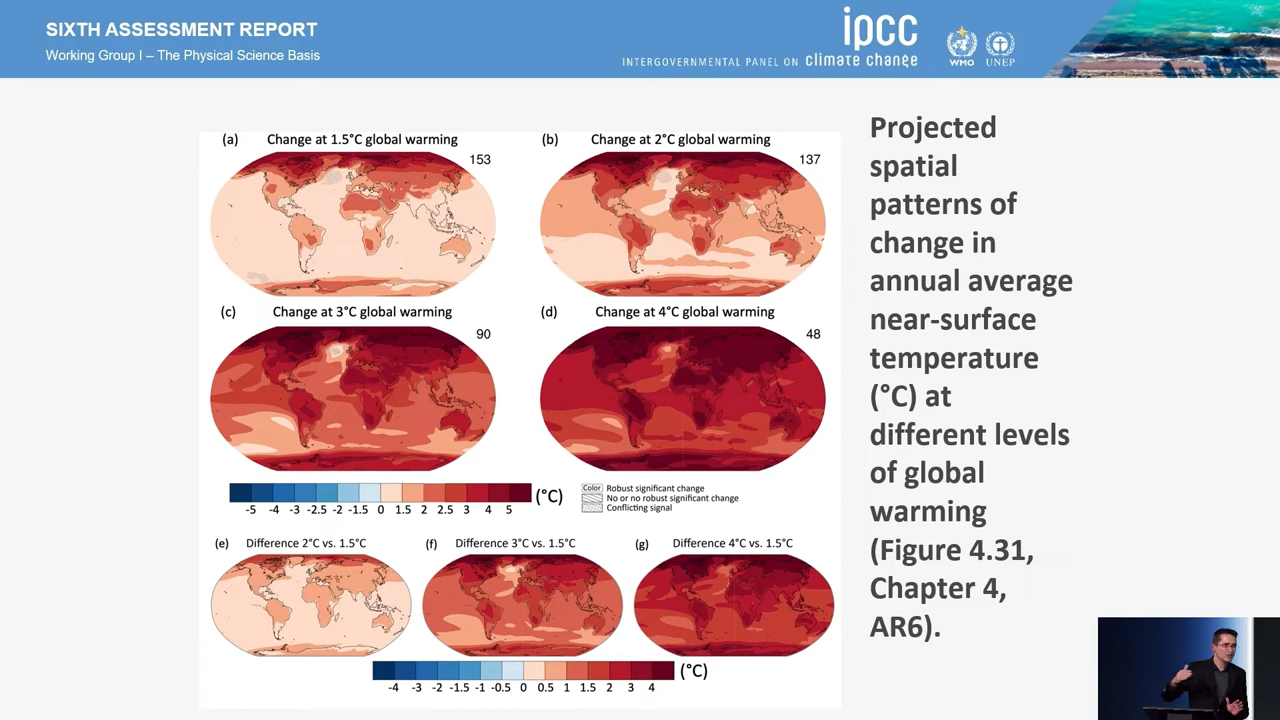 SIXTH ASSESSMENT REPORT
Working Group I – The Physical Science Basis
ipcc
INTERGOVERNMENTAL PANEL ON climate change
WMO UNEP
(a) Change at 1.5°C global warming
153
(b) Change at 2°C global warming
137
(c) Change at 3°C global warming
90
(d) Change at 4°C global warming
48
-5 -4 -3 -2.5 -2 -1.5 0 1.5 2 2.5 3 4 5 (°C)
Color Robust significant change
No or no robust significant change
Conflicting signal
(e) Difference 2°C vs. 1.5°C
(f) Difference 3°C vs. 1.5°C
(g) Difference 4°C vs. 1.5°C
-4 -3 -2 -1.5 -1 -0.5 0 0.5 1 1.5 2 3 4 (°C)
Projected
spatial
patterns of
change in
annual average
near-surface
temperature
(°C) at
different levels
of global
warming
(Figure 4.31,
Chapter 4,
AR6).